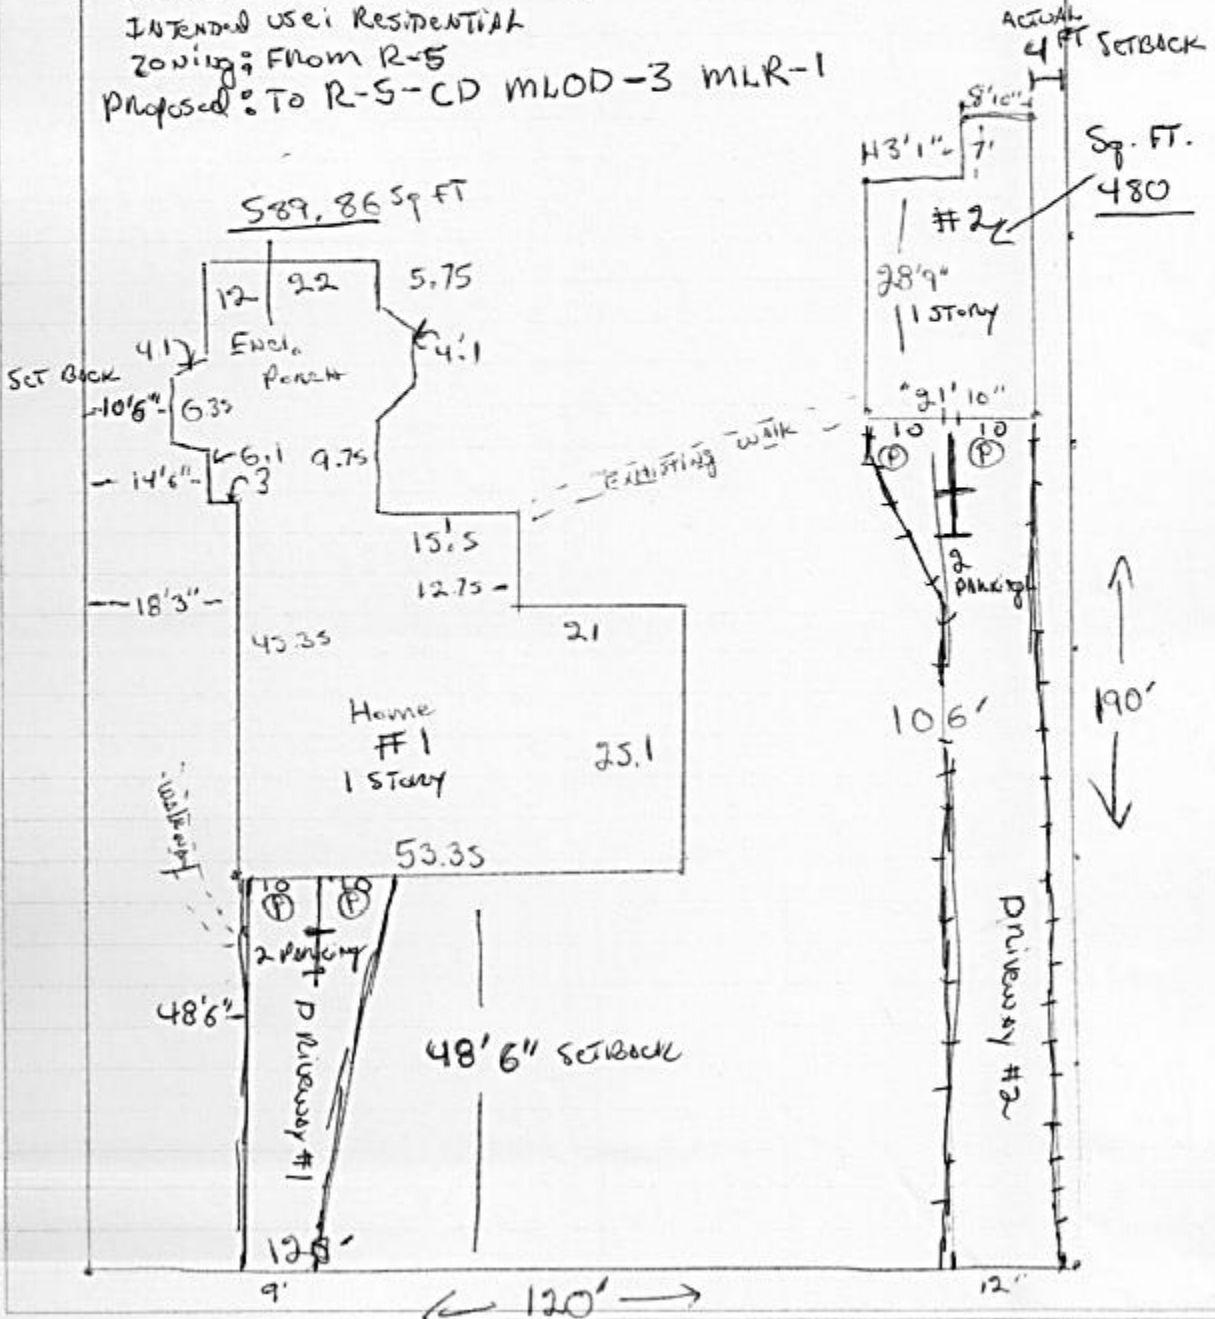 INTENDED USE: RESIDENTIAL
ZONING: FROM R-5
PROPOSED: TO R-5-CD MLOD-3 MLR-1
ACTUAL
4 FT SETBACK
8'10"
13'1"
7'
Sq. FT.
480
#2
28'9"
1 STORY
21'10"
589.86 Sq FT
12
22
5.75
4.1
4.1
Encl.
PORCH
SET BACK
10'6"
6.35
6.1
9.75
14'6"
3
EXISTING WALK
10
10
P
P
2
PARKING
15.5
12.75
18'3"
21
43.35
Home
#1
1 STORY
25.1
106'
190'
walkway
53.35
10
10
P
P
2 Parking
48'6"
48'6" SETBACK
DRIVEWAY #1
DRIVEWAY #2
12'
9'
120'
12"